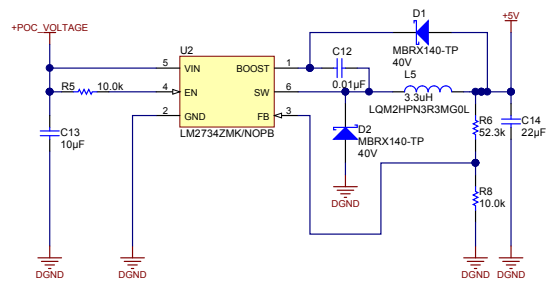 D1
+POC_VOLTAGE
+5V
MBRX140-TP
40V
U2
C12
5 VIN BOOST 1
0.01µF
L5
R5 10.0k
4 EN SW 6
3.3uH
LQM2HPN3R3MG0L
2 GND FB 3
LM2734ZMK/NOPB
C13
10µF
D2
MBRX140-TP
40V
R6
52.3k
C14
22µF
R8
10.0k
DGND
DGND DGND DGND DGND